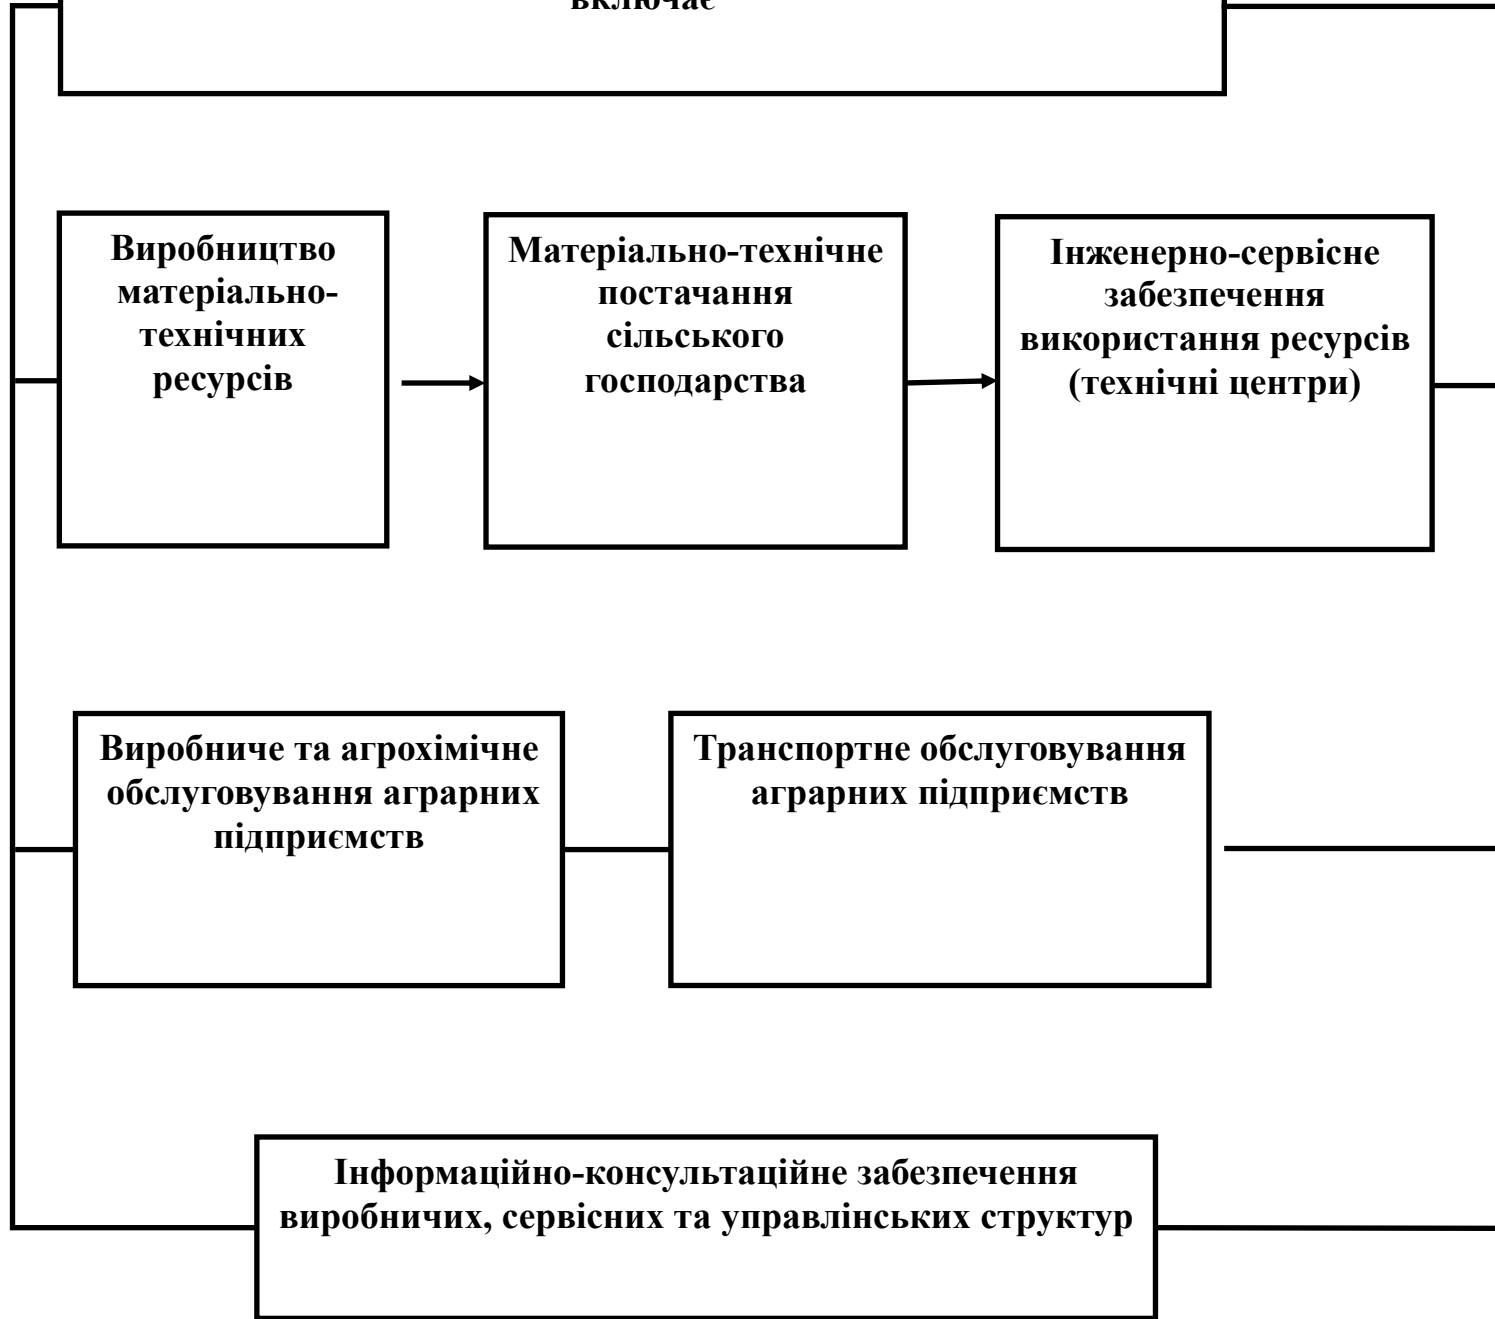 включає
Виробництво
матеріально-
технічних
ресурсів
Матеріально-технічне
постачання
сільського
господарства
Інженерно-сервісне
забезпечення
використання ресурсів
(технічні центри)
Виробниче та агрохімічне
обслуговування аграрних
підприємств
Транспортне обслуговування
аграрних підприємств
Інформаційно-консультаційне забезпечення
виробничих, сервісних та управлінських структур